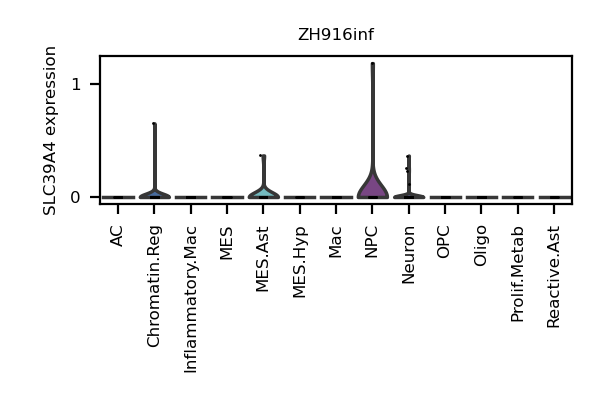 ZH916inf
SLC39A4 expression
1
0
AC
Chromatin.Reg
Inflammatory.Mac
MES
MES.Ast
MES.Hyp
Mac
NPC
Neuron
OPC
Oligo
Prolif.Metab
Reactive.Ast